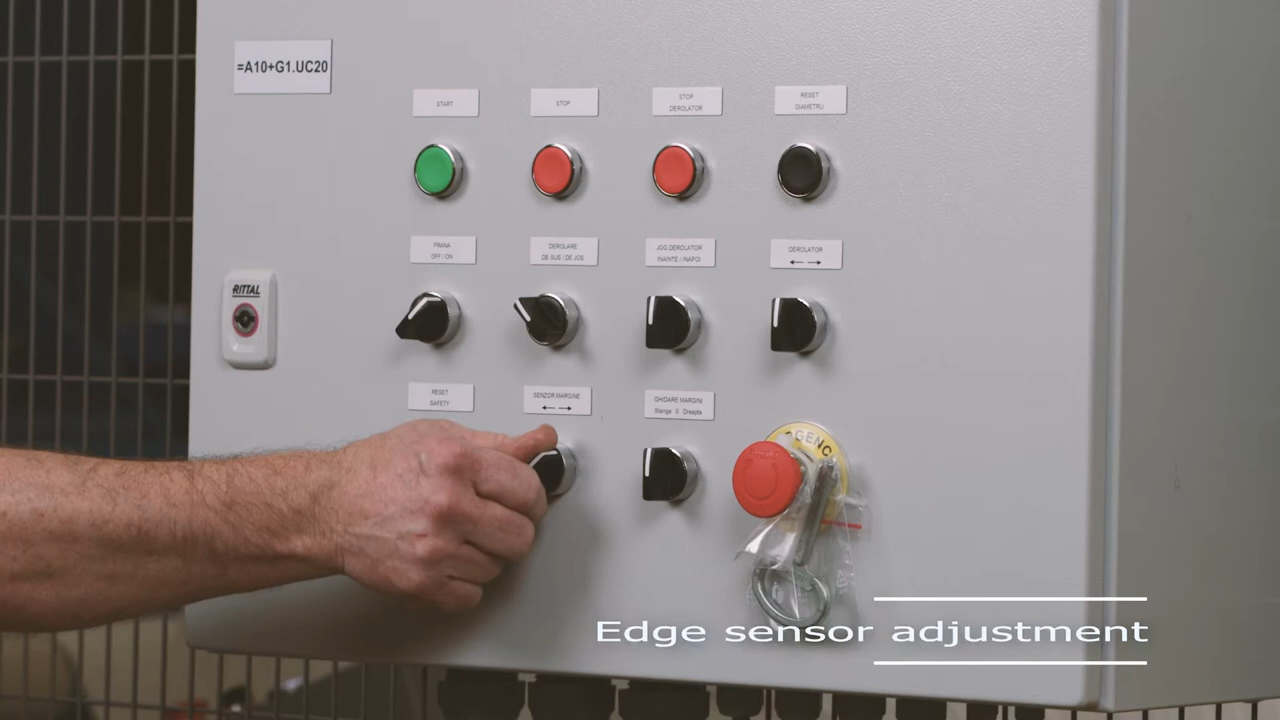 =A10+G1.UC20
START
STOP
STOP
DEROLATOR
RESET
DIAMETRU
FRANA
OFF / ON
DEROLARE
DE SUS / DE JOS
JOG DEROLATOR
INAINTE / INAPOI
DEROLATOR
← →
RITTAL
RESET
SAFETY
SENZOR MARGINE
← →
GHIDARE MARGINI
Stanga 0 Dreapta
GENC
Edge sensor adjustment